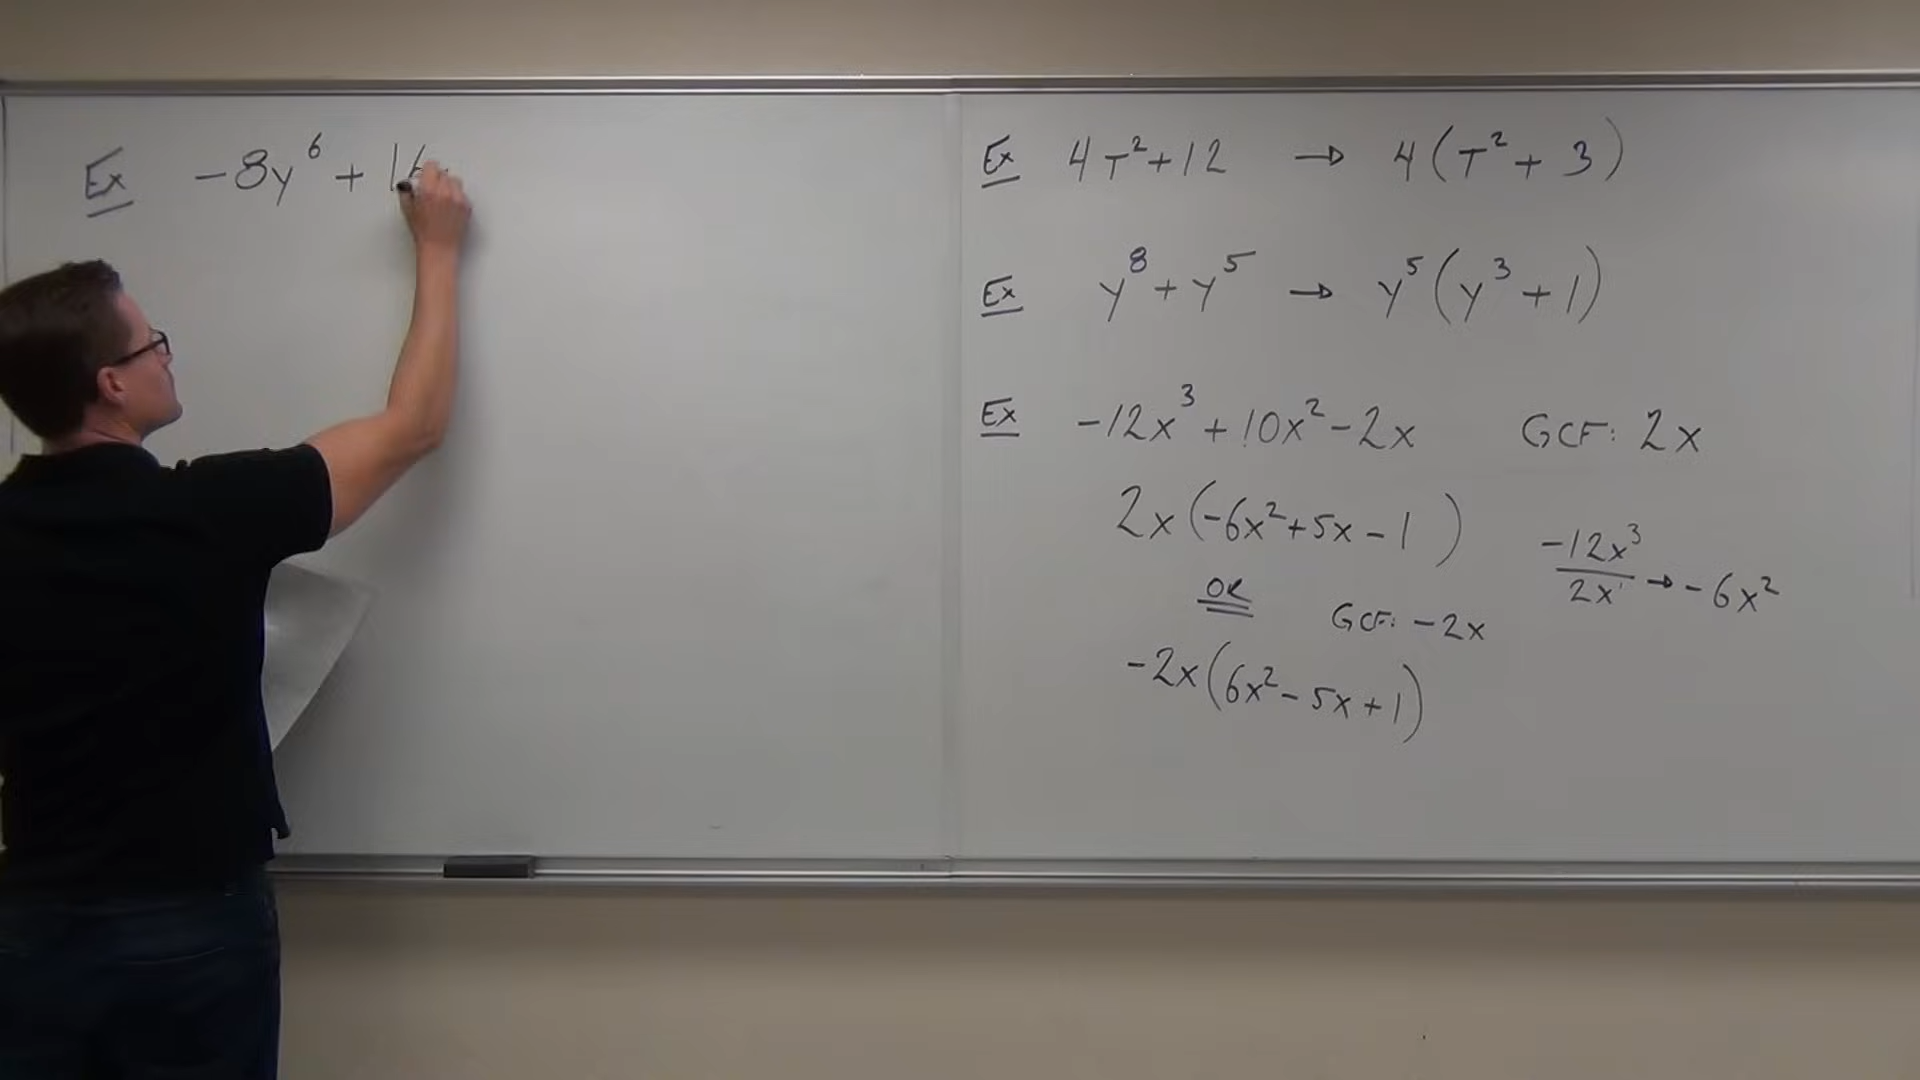 Ex -8y⁶ + 16
Ex 4T²+12 → 4(T² + 3)
Ex y⁸ + y⁵ → y⁵(y³ + 1)
Ex -12x³ + 10x² - 2x GCF: 2x
2x(-6x²+5x - 1)
-12x³/2x¹ → -6x²
OR GCF: -2x
-2x(6x² - 5x + 1)